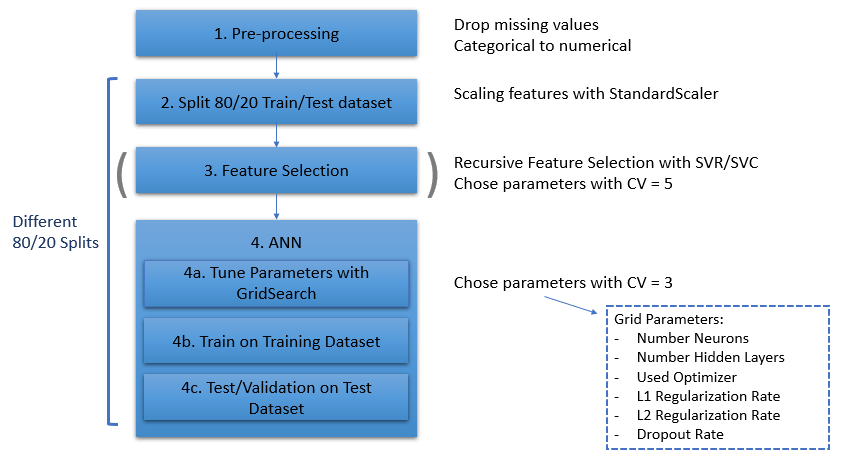 1. Pre-processing
Drop missing values
Categorical to numerical
2. Split 80/20 Train/Test dataset
Scaling features with StandardScaler
( 3. Feature Selection )
Recursive Feature Selection with SVR/SVC
Chose parameters with CV = 5
Different
80/20 Splits
4. ANN
4a. Tune Parameters with
GridSearch
Chose parameters with CV = 3
4b. Train on Training Dataset
4c. Test/Validation on Test
Dataset
Grid Parameters:
- Number Neurons
- Number Hidden Layers
- Used Optimizer
- L1 Regularization Rate
- L2 Regularization Rate
- Dropout Rate